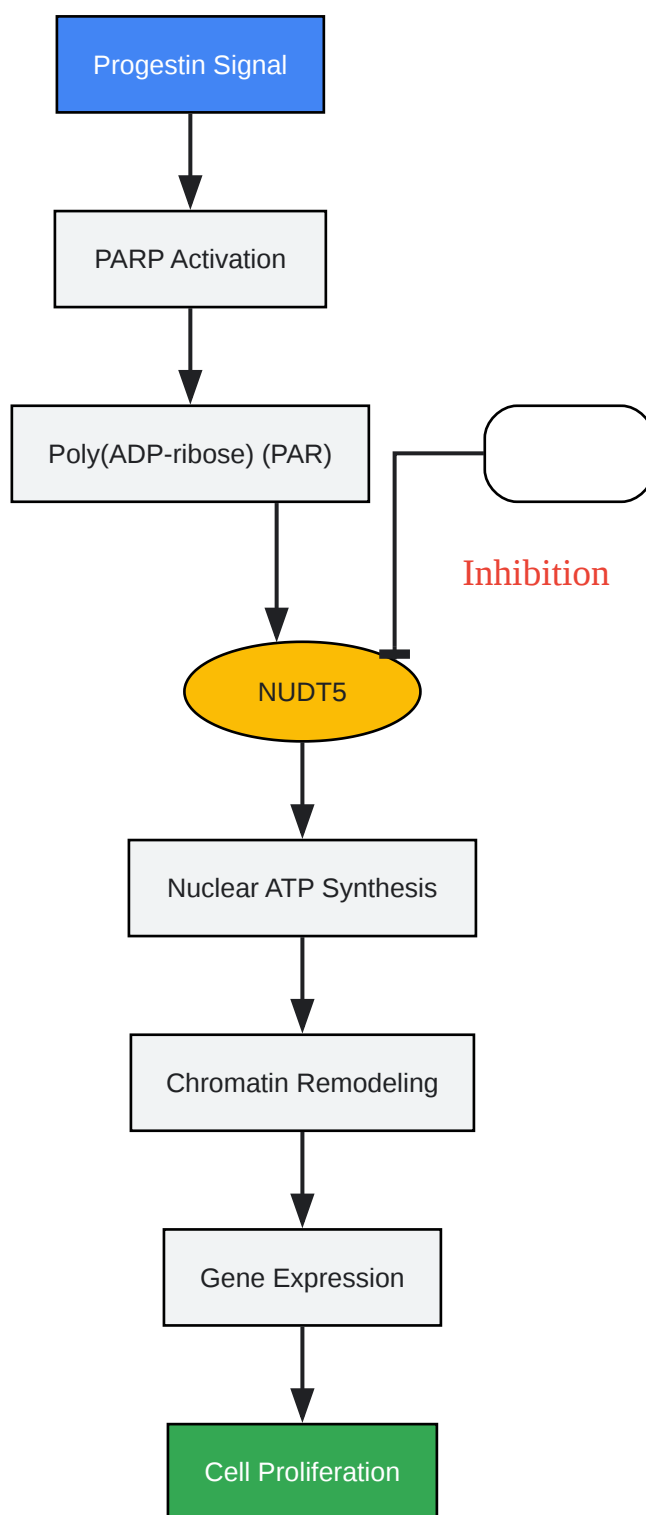 Progestin Signal
PARP Activation
Poly(ADP-ribose) (PAR)
Inhibition
NUDT5
Nuclear ATP Synthesis
Chromatin Remodeling
Gene Expression
Cell Proliferation